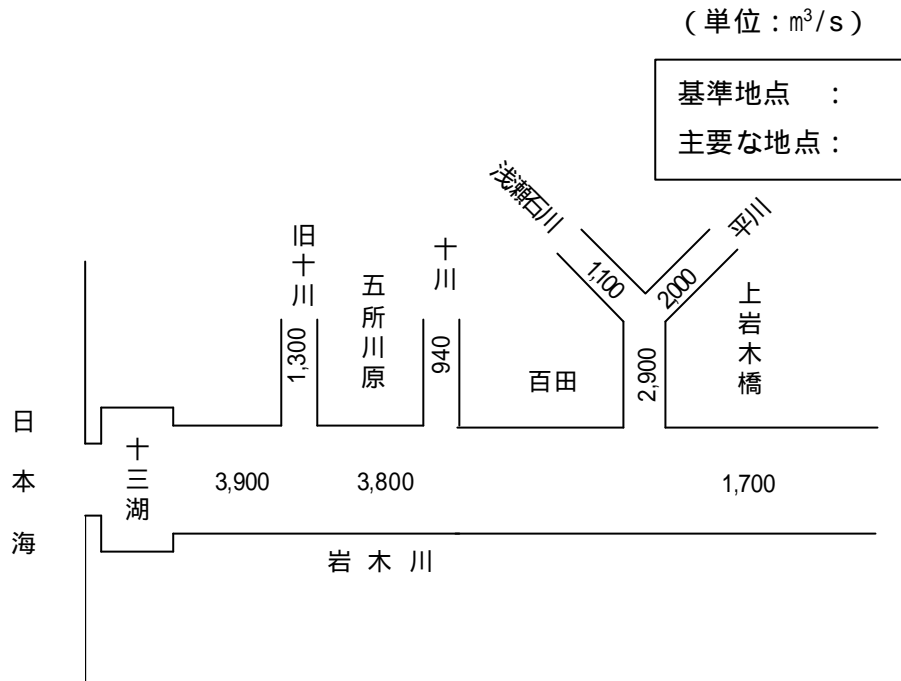 (単位：m³/s)
基準地点　：
主要な地点：
浅瀬石川
平川
旧十川
五所川原
十川
百田
上岩木橋
1,100
2,000
1,300
940
2,900
日本海
十三湖
3,900
3,800
1,700
岩木川